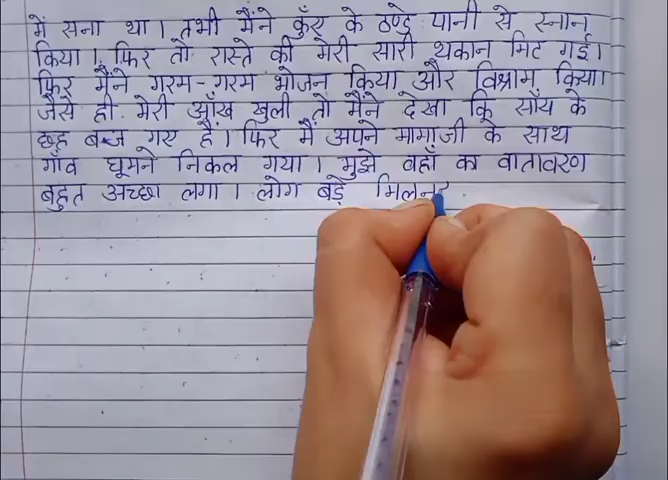 में सना था। तभी मैंने कुँए के ठण्डे पानी से स्नान
किया। फिर तो रास्ते की मेरी सारी थकान मिट गई।
फिर मैंने गरम-गरम भोजन किया और विश्राम किया।
जैसे ही मेरी आँख खुली तो मैंने देखा कि साँय के
छह बज गए हैं। फिर मैं अपने मामाजी के साथ
गाँव घूमने निकल गया। मुझे वहाँ का वातावरण
बहुत अच्छा लगा। लोग बड़े मिलन